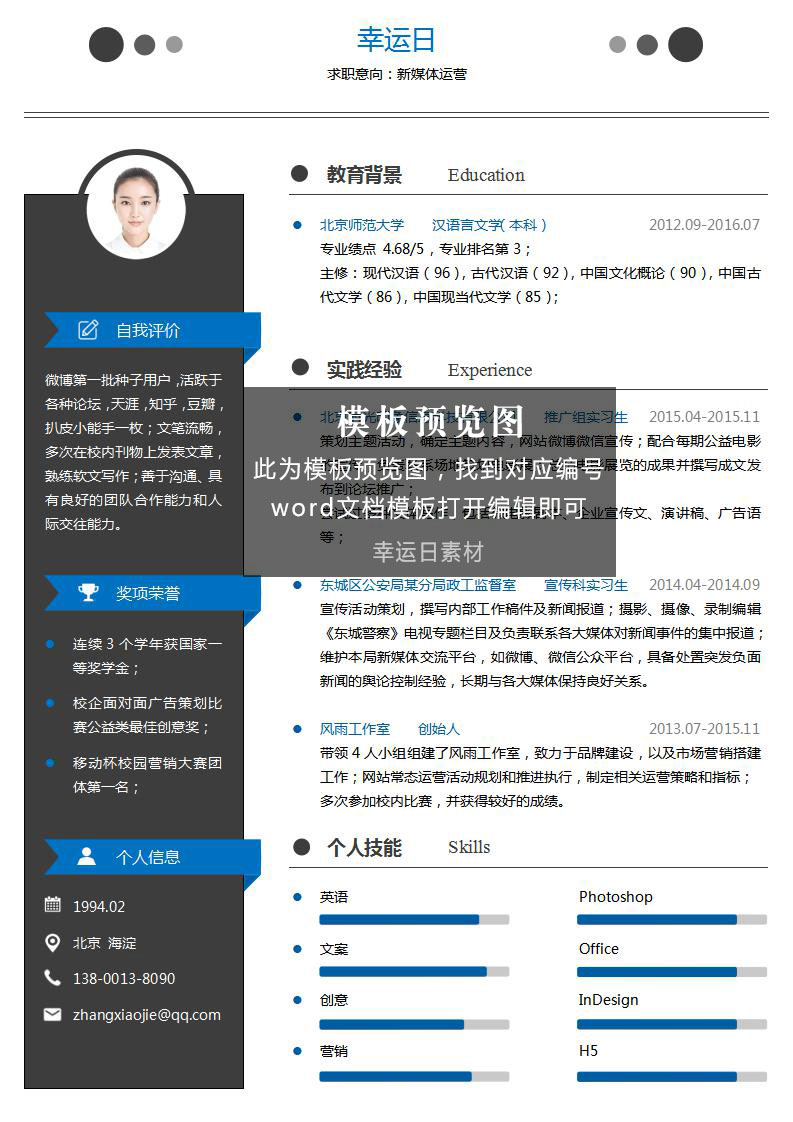 幸运日
求职意向：新媒体运营
自我评价
微博第一批种子用户，活跃于
各种论坛，天涯，知乎，豆瓣，
扒皮小能手一枚；文笔流畅，
多次在校内刊物上发表文章，
熟练软文写作；善于沟通、具
有良好的团队合作能力和人
际交往能力。
奖项荣誉
连续 3 个学年获国家一
等奖学金；
校企面对面广告策划比
赛公益类最佳创意奖；
移动杯校园营销大赛团
体第一名；
个人信息
1994.02
北京 海淀
138-0013-8090
zhangxiaojie@qq.com
教育背景 Education
北京师范大学 汉语言文学（本科） 2012.09-2016.07
专业绩点 4.68/5，专业排名第 3；
主修：现代汉语（96），古代汉语（92），中国文化概论（90），中国古
代文学（86），中国现当代文学（85）；
实践经验 Experience
推广组实习生 2015.04-2015.11
策划主题活动，确定主题内容，网站微博微信宣传；配合每期公益电影
展览的成果并撰写成文发
布到论坛推广；
企业宣传文、演讲稿、广告语
等；
模板预览图
此为模板预览图，找到对应编号
word文档模板打开编辑即可
幸运日素材
东城区公安局某分局政工监督室 宣传科实习生 2014.04-2014.09
宣传活动策划，撰写内部工作稿件及新闻报道；摄影、摄像、录制编辑
《东城警察》电视专题栏目及负责联系各大媒体对新闻事件的集中报道；
维护本局新媒体交流平台，如微博、微信公众平台，具备处置突发负面
新闻的舆论控制经验，长期与各大媒体保持良好关系。
风雨工作室 创始人 2013.07-2015.11
带领 4 人小组组建了风雨工作室，致力于品牌建设，以及市场营销搭建
工作；网站常态运营活动规划和推进执行，制定相关运营策略和指标；
多次参加校内比赛，并获得较好的成绩。
个人技能 Skills
英语 Photoshop
文案 Office
创意 InDesign
营销 H5